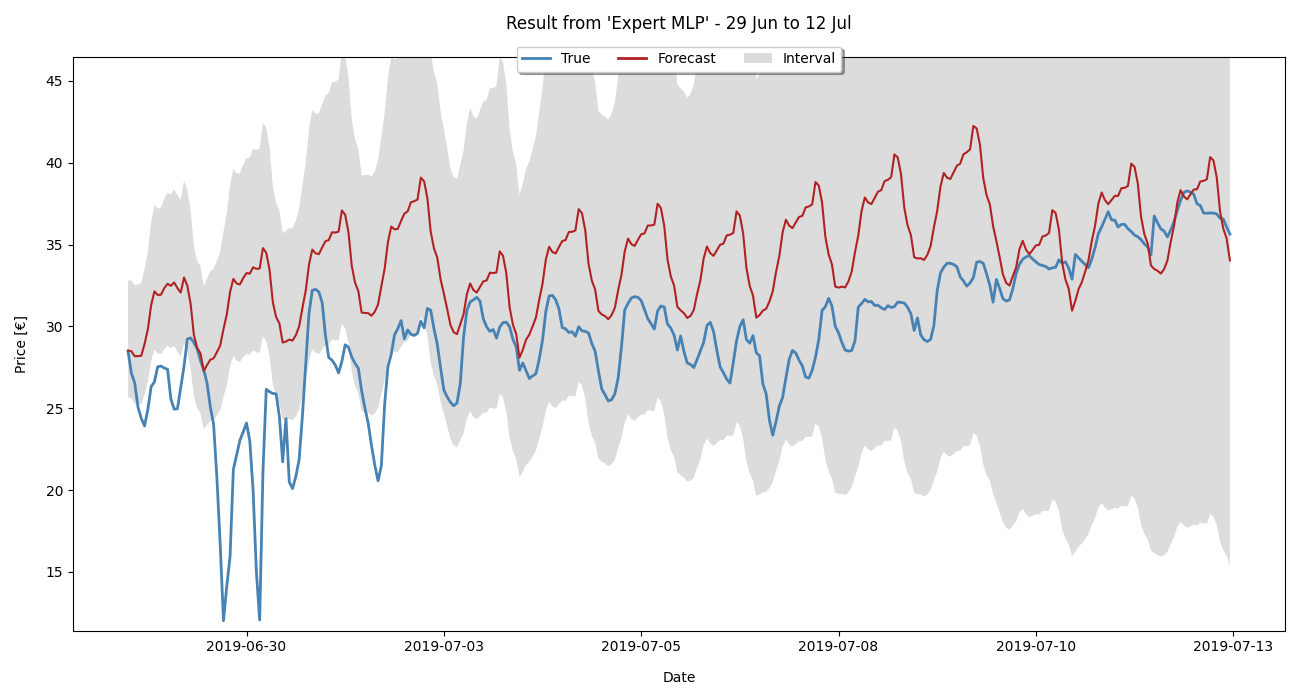 Result from 'Expert MLP' - 29 Jun to 12 Jul
True Forecast Interval
45
40
35
30
25
20
15
Price [€]
2019-06-30 2019-07-03 2019-07-05 2019-07-08 2019-07-10 2019-07-13
Date